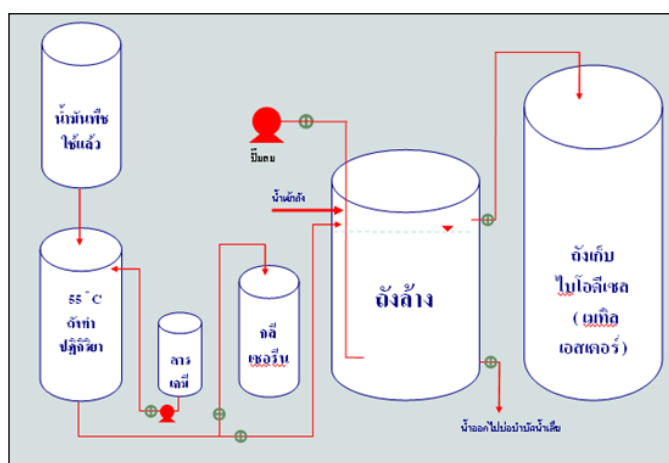 น้ำมันพืช
ใช้แล้ว
ปั๊มลม
น้ำเข้าถัง
55 ° C
ถังทำ
ปฏิกิริยา
สาร
เคมี
กลี
เซอรีน
ถังล้าง
ถังเก็บ
ไบโอดีเซล
( เมทิล
เอสเตอร์ )
น้ำออกไปบ่อบำบัดน้ำเสีย